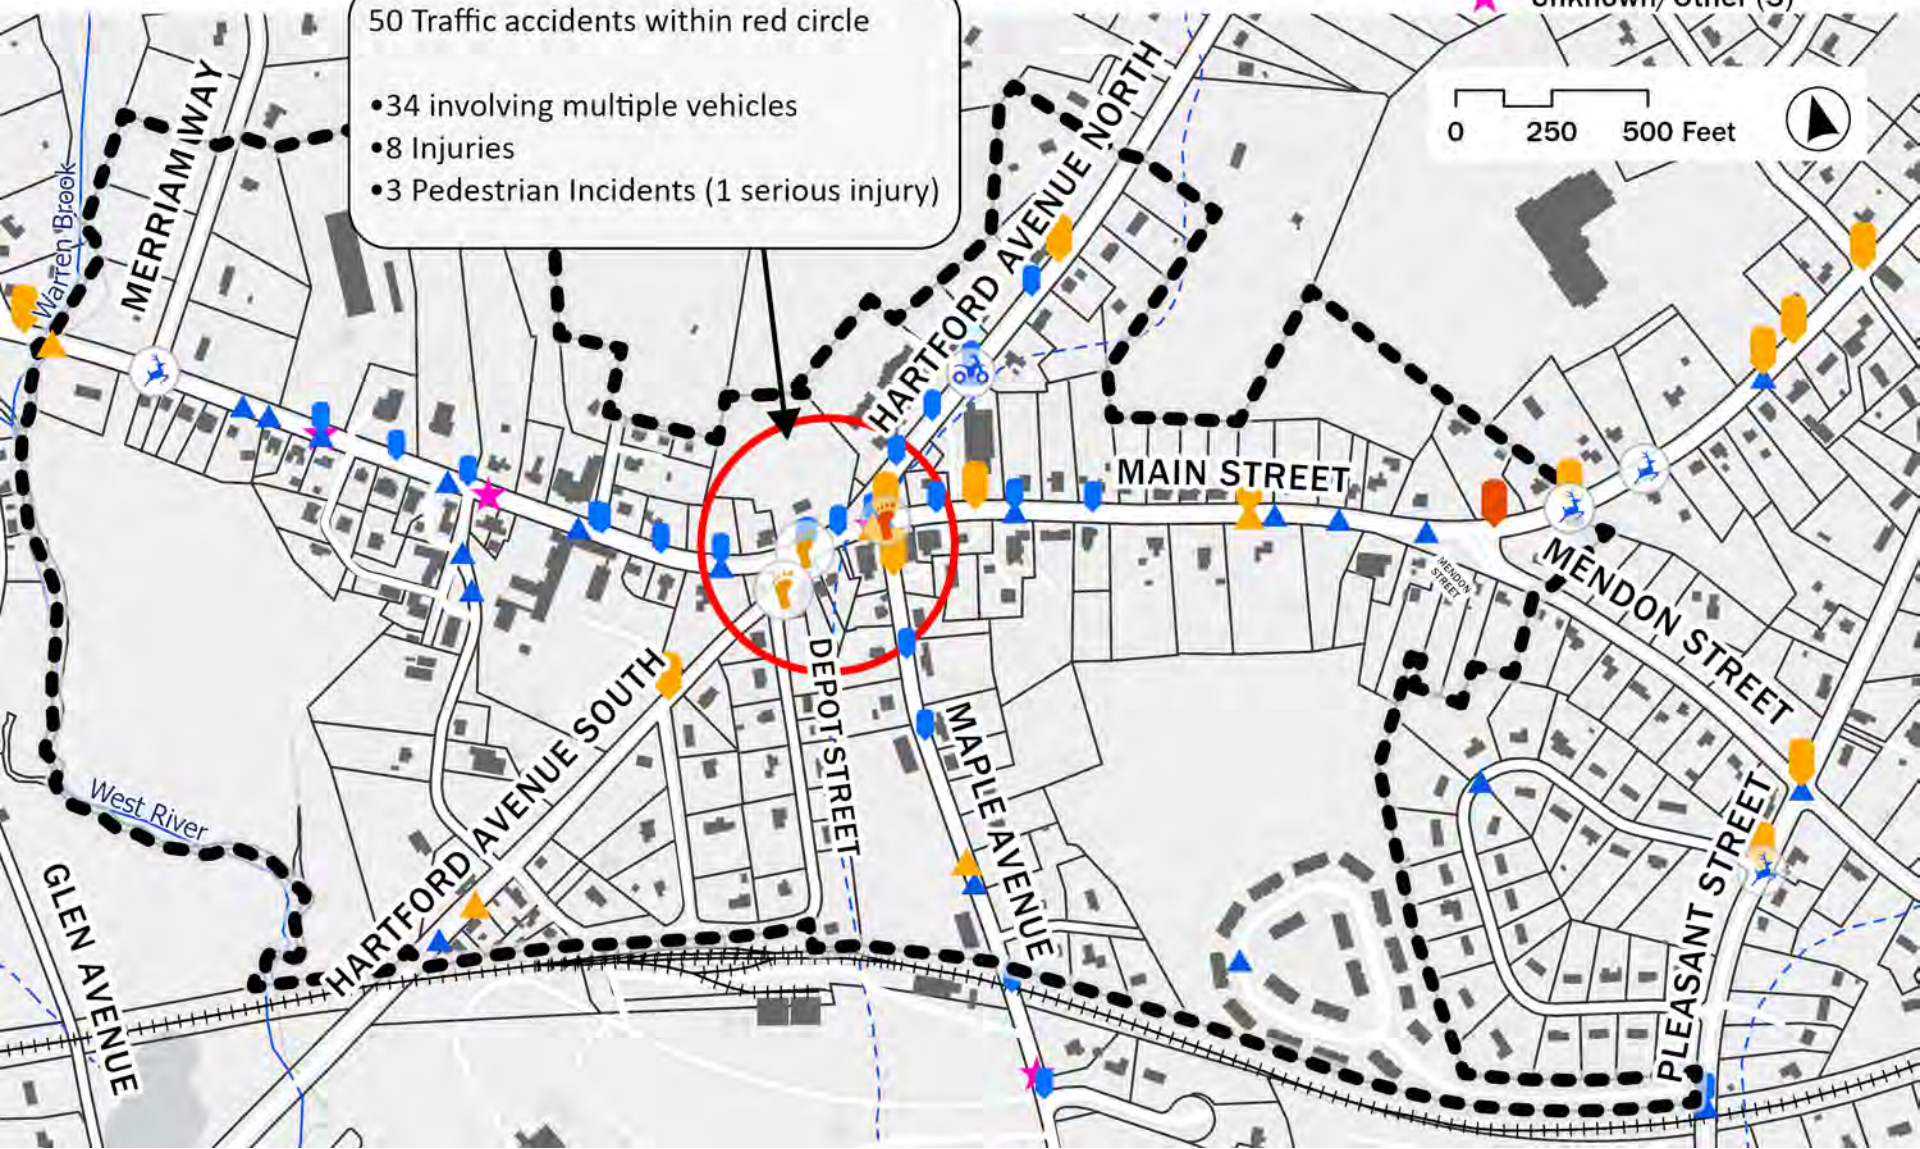 50 Traffic accidents within red circle
•34 involving multiple vehicles
•8 Injuries
•3 Pedestrian Incidents (1 serious injury)
0 250 500 Feet
MERRIAM WAY
Warren Brook
HARTFORD AVENUE NORTH
MAIN STREET
MENDON
STREET
MENDON STREET
HARTFORD AVENUE SOUTH
DEPOT STREET
MAPLE AVENUE
PLEASANT STREET
West River
GLEN AVENUE